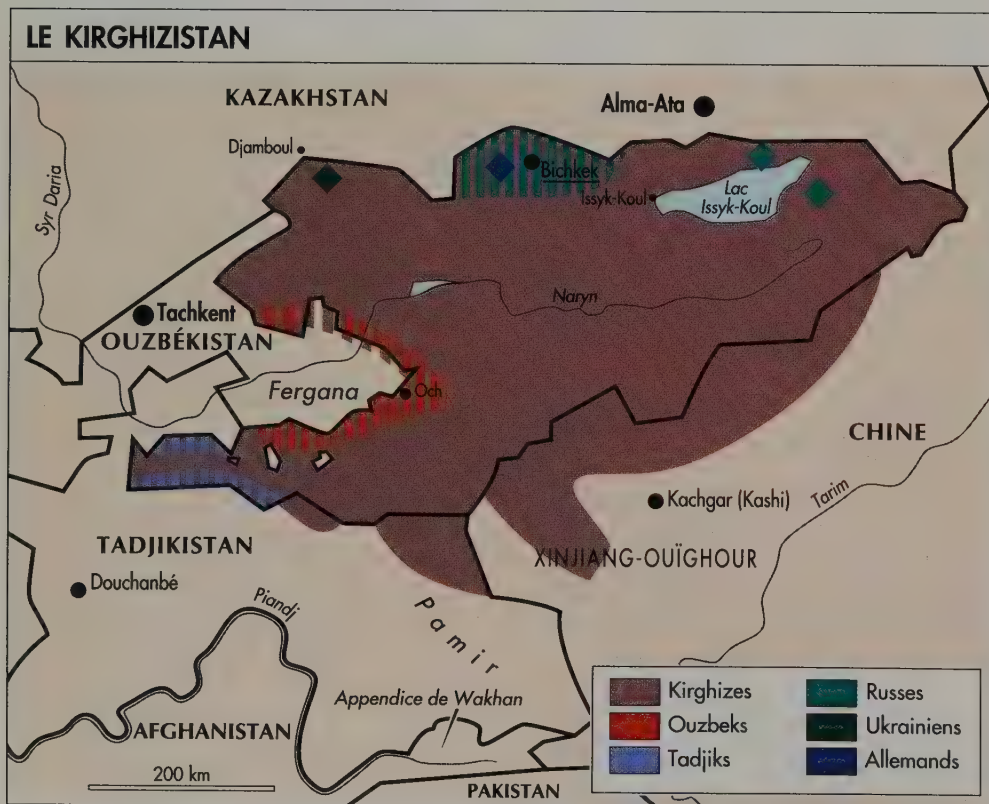 LE KIRGHIZISTAN
KAZAKHSTAN
Alma-Ata
Djamboul
Bichkek
Issyk-Koul
Lac
Issyk-Koul
Syr Daria
Naryn
Tachkent
OUZBÉKISTAN
Fergana
Och
CHINE
Kachgar (Kashi)
Tarim
TADJIKISTAN
XINJIANG-OUÏGHOUR
Douchanbé
Piandj
Pamir
Appendice de Wakhan
AFGHANISTAN
200 km
PAKISTAN
Kirghizes
Ouzbeks
Tadjiks
Russes
Ukrainiens
Allemands